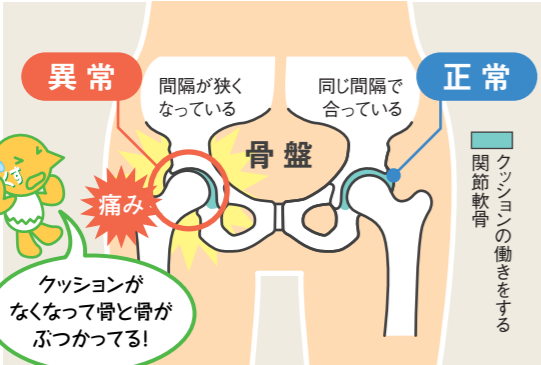 異常
間隔が狭く
なっている
同じ間隔で
合っている
正常
骨盤
クッションの働きをする
関節軟骨
痛み
くす
クッションが
なくなって骨と骨が
ぶつかってる!